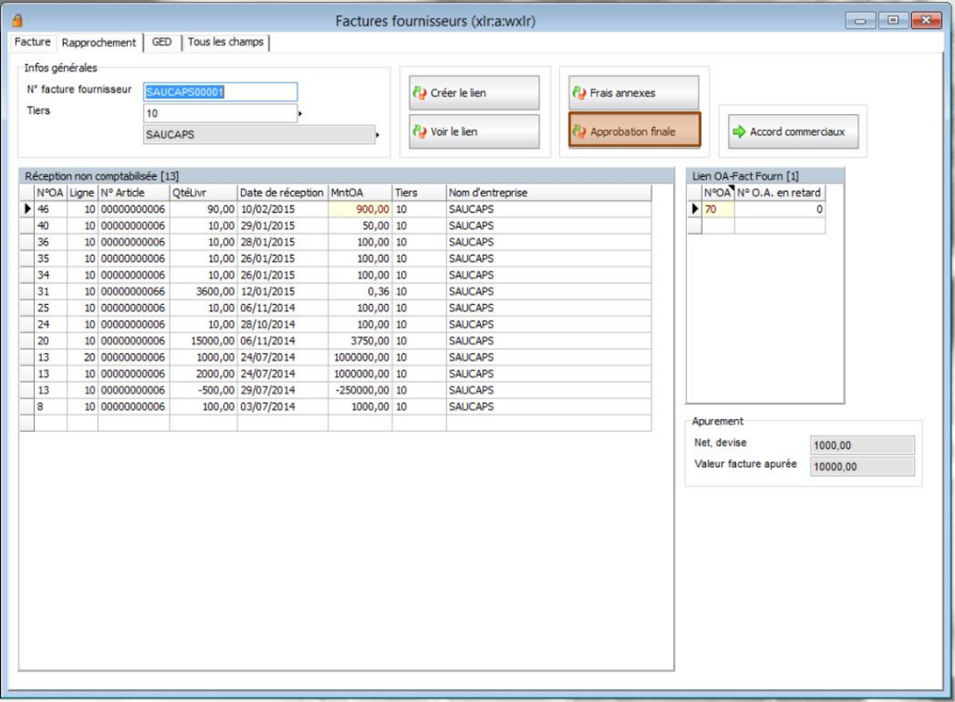 Factures fournisseurs (xlr:a:wxlr)
Facture Rapprochement GED Tous les champs
Infos générales
N° facture fournisseur SAUCAPS00001
Tiers 10
SAUCAPS
Créer le lien
Voir le lien
Frais annexes
Approbation finale
Accord commerciaux
Réception non comptabilisée [13]
N°OA Ligne N° Article QtéLivr Date de réception MntOA Tiers Nom d'entreprise
46 10 00000000006 90,00 10/02/2015 900,00 10 SAUCAPS
40 10 00000000006 10,00 29/01/2015 50,00 10 SAUCAPS
36 10 00000000006 10,00 28/01/2015 100,00 10 SAUCAPS
35 10 00000000006 10,00 26/01/2015 100,00 10 SAUCAPS
34 10 00000000006 10,00 26/01/2015 100,00 10 SAUCAPS
31 10 00000000066 3600,00 12/01/2015 0,36 10 SAUCAPS
25 10 00000000006 10,00 06/11/2014 100,00 10 SAUCAPS
24 10 00000000006 10,00 28/10/2014 100,00 10 SAUCAPS
20 10 00000000006 15000,00 06/11/2014 3750,00 10 SAUCAPS
13 20 00000000006 1000,00 24/07/2014 1000000,00 10 SAUCAPS
13 10 00000000006 2000,00 24/07/2014 1000000,00 10 SAUCAPS
13 10 00000000006 -500,00 29/07/2014 -250000,00 10 SAUCAPS
8 10 00000000006 100,00 03/07/2014 1000,00 10 SAUCAPS
Lien OA-Fact Fourn [1]
N°OA N° O.A. en retard
70 0
Apurement
Net, devise 1000,00
Valeur facture apurée 10000,00